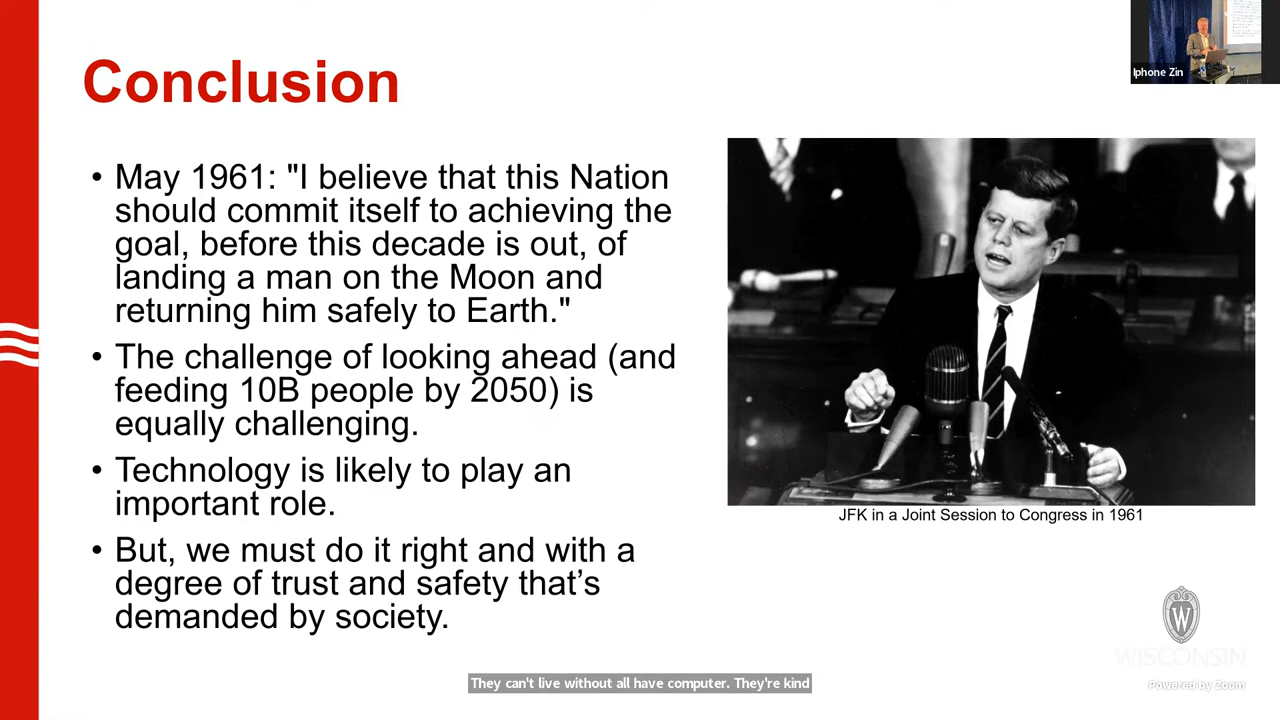 Conclusion
• May 1961: "I believe that this Nation
should commit itself to achieving the
goal, before this decade is out, of
landing a man on the Moon and
returning him safely to Earth."
• The challenge of looking ahead (and
feeding 10B people by 2050) is
equally challenging.
• Technology is likely to play an
important role.
• But, we must do it right and with a
degree of trust and safety that’s
demanded by society.
Iphone Zin
JFK in a Joint Session to Congress in 1961
W
WISCONSIN
Powered by Zoom
They can't live without all have computer. They're kind